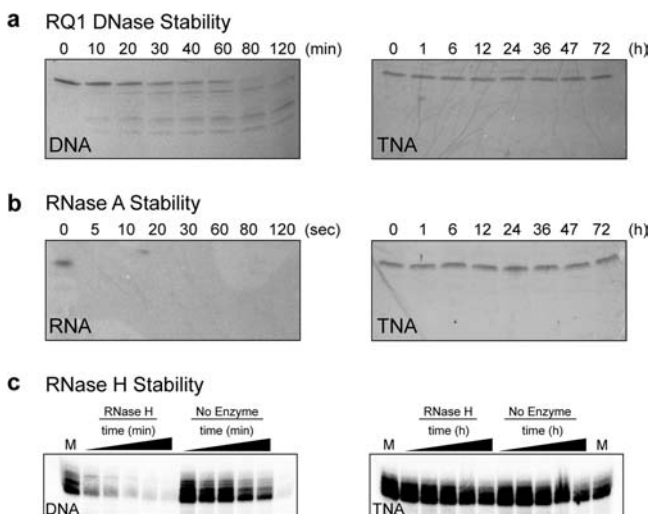 a RQ1 DNase Stability
0 10 20 30 40 60 80 120 (min)
0 1 6 12 24 36 47 72 (h)
DNA
TNA
b RNase A Stability
0 5 10 20 30 60 80 120 (sec)
0 1 6 12 24 36 47 72 (h)
RNA
TNA
c RNase H Stability
RNase H No Enzyme
M time (min) time (min)
RNase H No Enzyme
M time (h) time (h) M
DNA
TNA